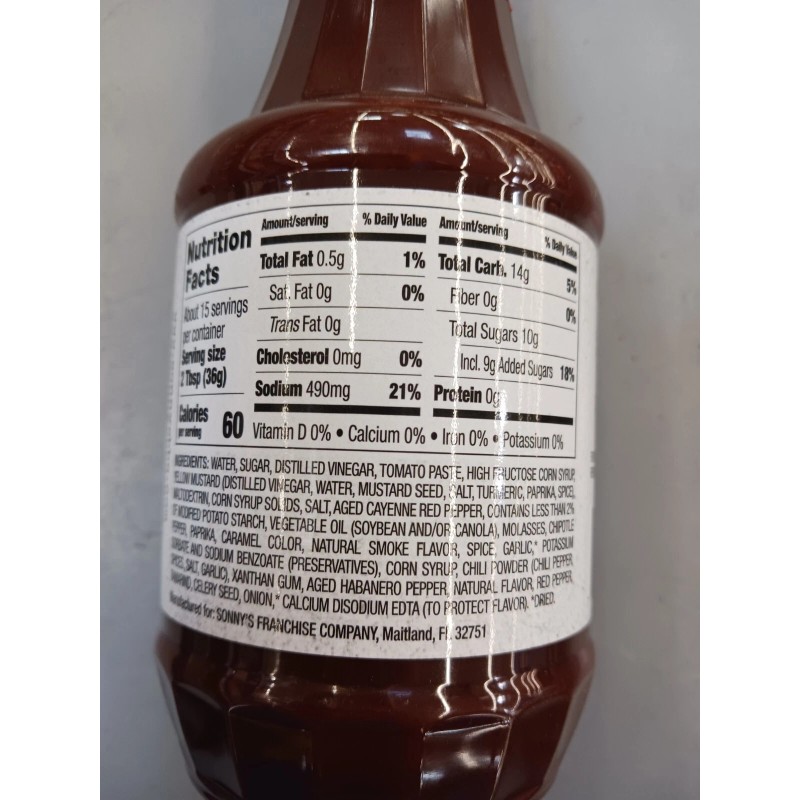 Nutrition
Facts
About 15 servings
per container
Serving size
2 Tbsp (36g)
Calories
per serving 60
Amount/serving % Daily Value
Total Fat 0.5g 1%
Sat. Fat 0g 0%
Trans Fat 0g
Cholesterol 0mg 0%
Sodium 490mg 21%
Amount/serving % Daily Value
Total Carb. 14g 5%
Fiber 0g 0%
Total Sugars 10g
Incl. 9g Added Sugars 18%
Protein 0g
Vitamin D 0% • Calcium 0% • Iron 0% • Potassium 0%
INGREDIENTS: WATER, SUGAR, DISTILLED VINEGAR, TOMATO PASTE, HIGH FRUCTOSE CORN SYRUP,
YELLOW MUSTARD (DISTILLED VINEGAR, WATER, MUSTARD SEED, SALT, TURMERIC, PAPRIKA, SPICE),
MALTODEXTRIN, CORN SYRUP SOLIDS, SALT, AGED CAYENNE RED PEPPER, CONTAINS LESS THAN 2%
OF MODIFIED POTATO STARCH, VEGETABLE OIL (SOYBEAN AND/OR CANOLA), MOLASSES, CHIPOTLE
PEPPER, PAPRIKA, CARAMEL COLOR, NATURAL SMOKE FLAVOR, SPICE, GARLIC,* POTASSIUM
SORBATE AND SODIUM BENZOATE (PRESERVATIVES), CORN SYRUP, CHILI POWDER (CHILI PEPPER,
SPICE, SALT, GARLIC), XANTHAN GUM, AGED HABANERO PEPPER, NATURAL FLAVOR, RED PEPPER,
TAMARIND, CELERY SEED, ONION,* CALCIUM DISODIUM EDTA (TO PROTECT FLAVOR). *DRIED.
Manufactured for: SONNY'S FRANCHISE COMPANY, Maitland, FL 32751